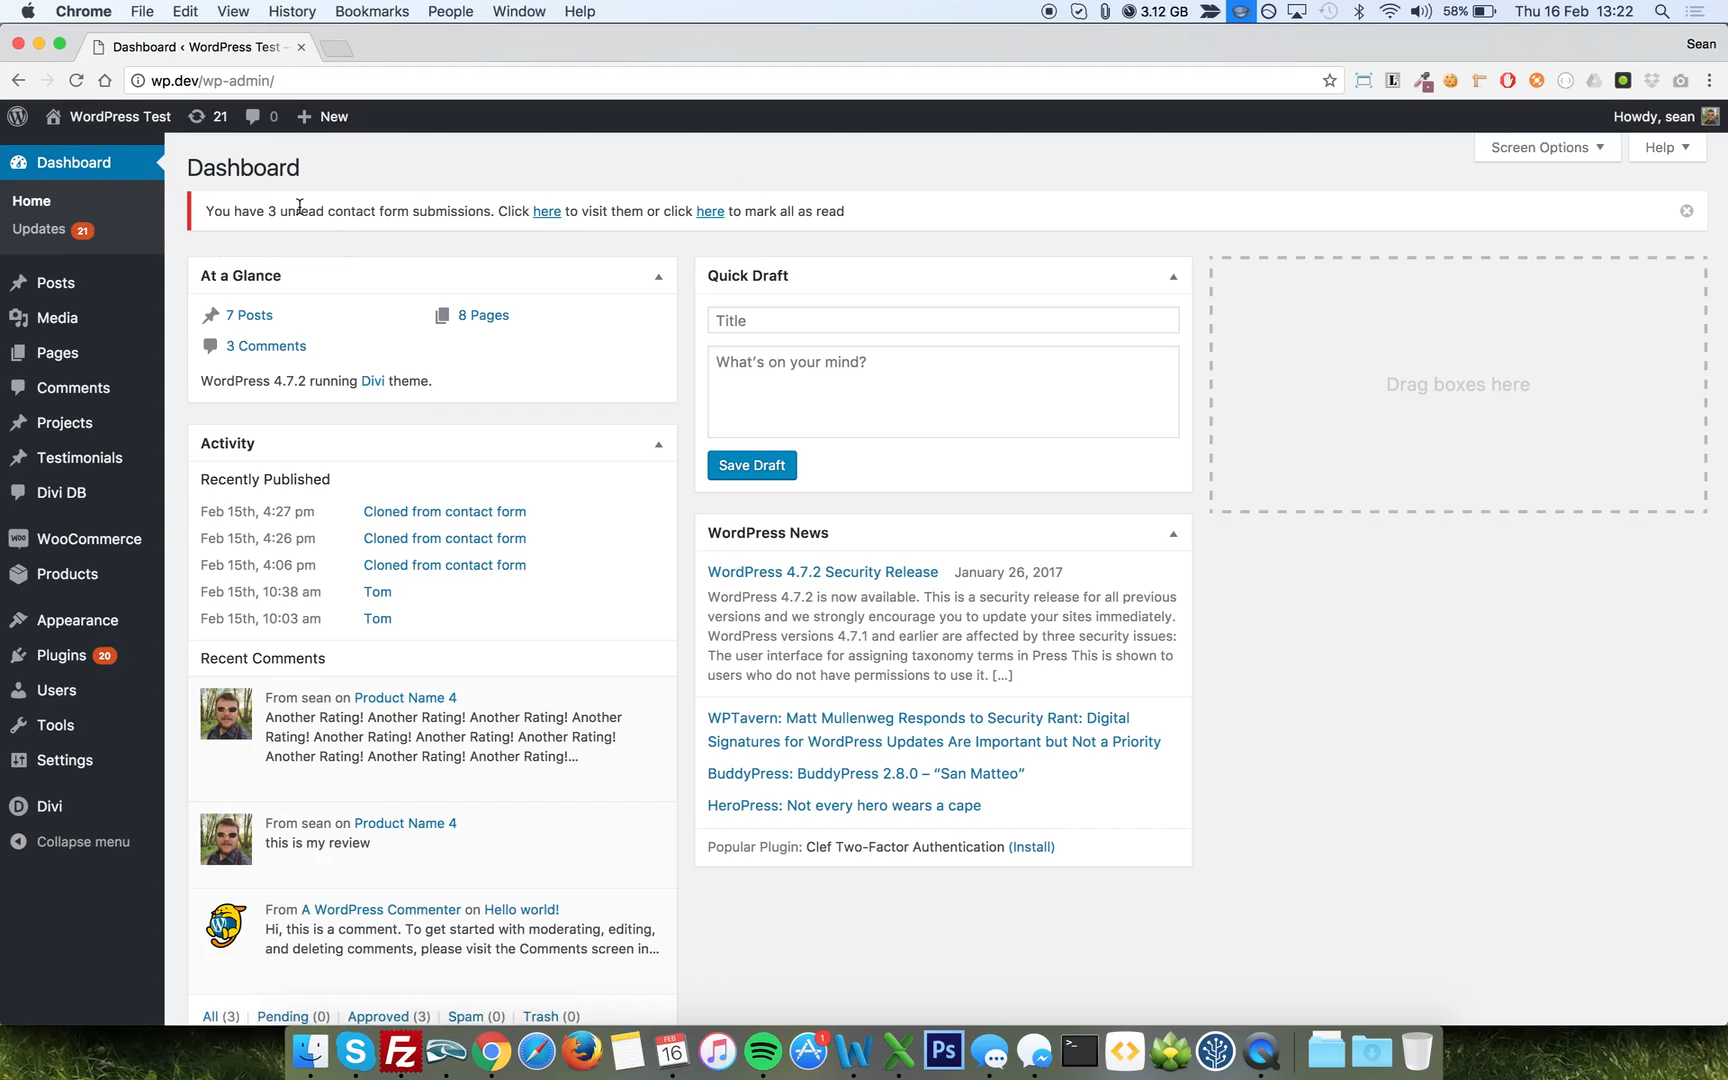 Chrome File Edit View History Bookmarks People Window Help 3.12 GB 58% Thu 16 Feb 13:22
Dashboard ‹ WordPress Test – Sean
wp.dev/wp-admin/
WordPress Test 21 0 New Howdy, sean
Screen Options Help
Dashboard
Home
Updates 21
Posts
Media
Pages
Comments
Projects
Testimonials
Divi DB
WooCommerce
Products
Appearance
Plugins 20
Users
Tools
Settings
Divi
Collapse menu
Dashboard
You have 3 unread contact form submissions. Click here to visit them or click here to mark all as read
At a Glance
7 Posts 8 Pages
3 Comments
WordPress 4.7.2 running Divi theme.
Activity
Recently Published
Feb 15th, 4:27 pm Cloned from contact form
Feb 15th, 4:26 pm Cloned from contact form
Feb 15th, 4:06 pm Cloned from contact form
Feb 15th, 10:38 am Tom
Feb 15th, 10:03 am Tom
Recent Comments
From sean on Product Name 4
Another Rating! Another Rating! Another Rating! Another
Rating! Another Rating! Another Rating! Another Rating!
Another Rating! Another Rating! Another Rating!...
From sean on Product Name 4
this is my review
From A WordPress Commenter on Hello world!
Hi, this is a comment. To get started with moderating, editing,
and deleting comments, please visit the Comments screen in...
All (3) | Pending (0) | Approved (3) | Spam (0) | Trash (0)
Quick Draft
Title
What's on your mind?
Save Draft
WordPress News
WordPress 4.7.2 Security Release January 26, 2017
WordPress 4.7.2 is now available. This is a security release for all previous
versions and we strongly encourage you to update your sites immediately.
WordPress versions 4.7.1 and earlier are affected by three security issues:
The user interface for assigning taxonomy terms in Press This is shown to
users who do not have permissions to use it. […]
WPTavern: Matt Mullenweg Responds to Security Rant: Digital
Signatures for WordPress Updates Are Important but Not a Priority
BuddyPress: BuddyPress 2.8.0 – “San Matteo”
HeroPress: Not every hero wears a cape
Popular Plugin: Clef Two-Factor Authentication (Install)
Drag boxes here
FEB
16
1
Ps